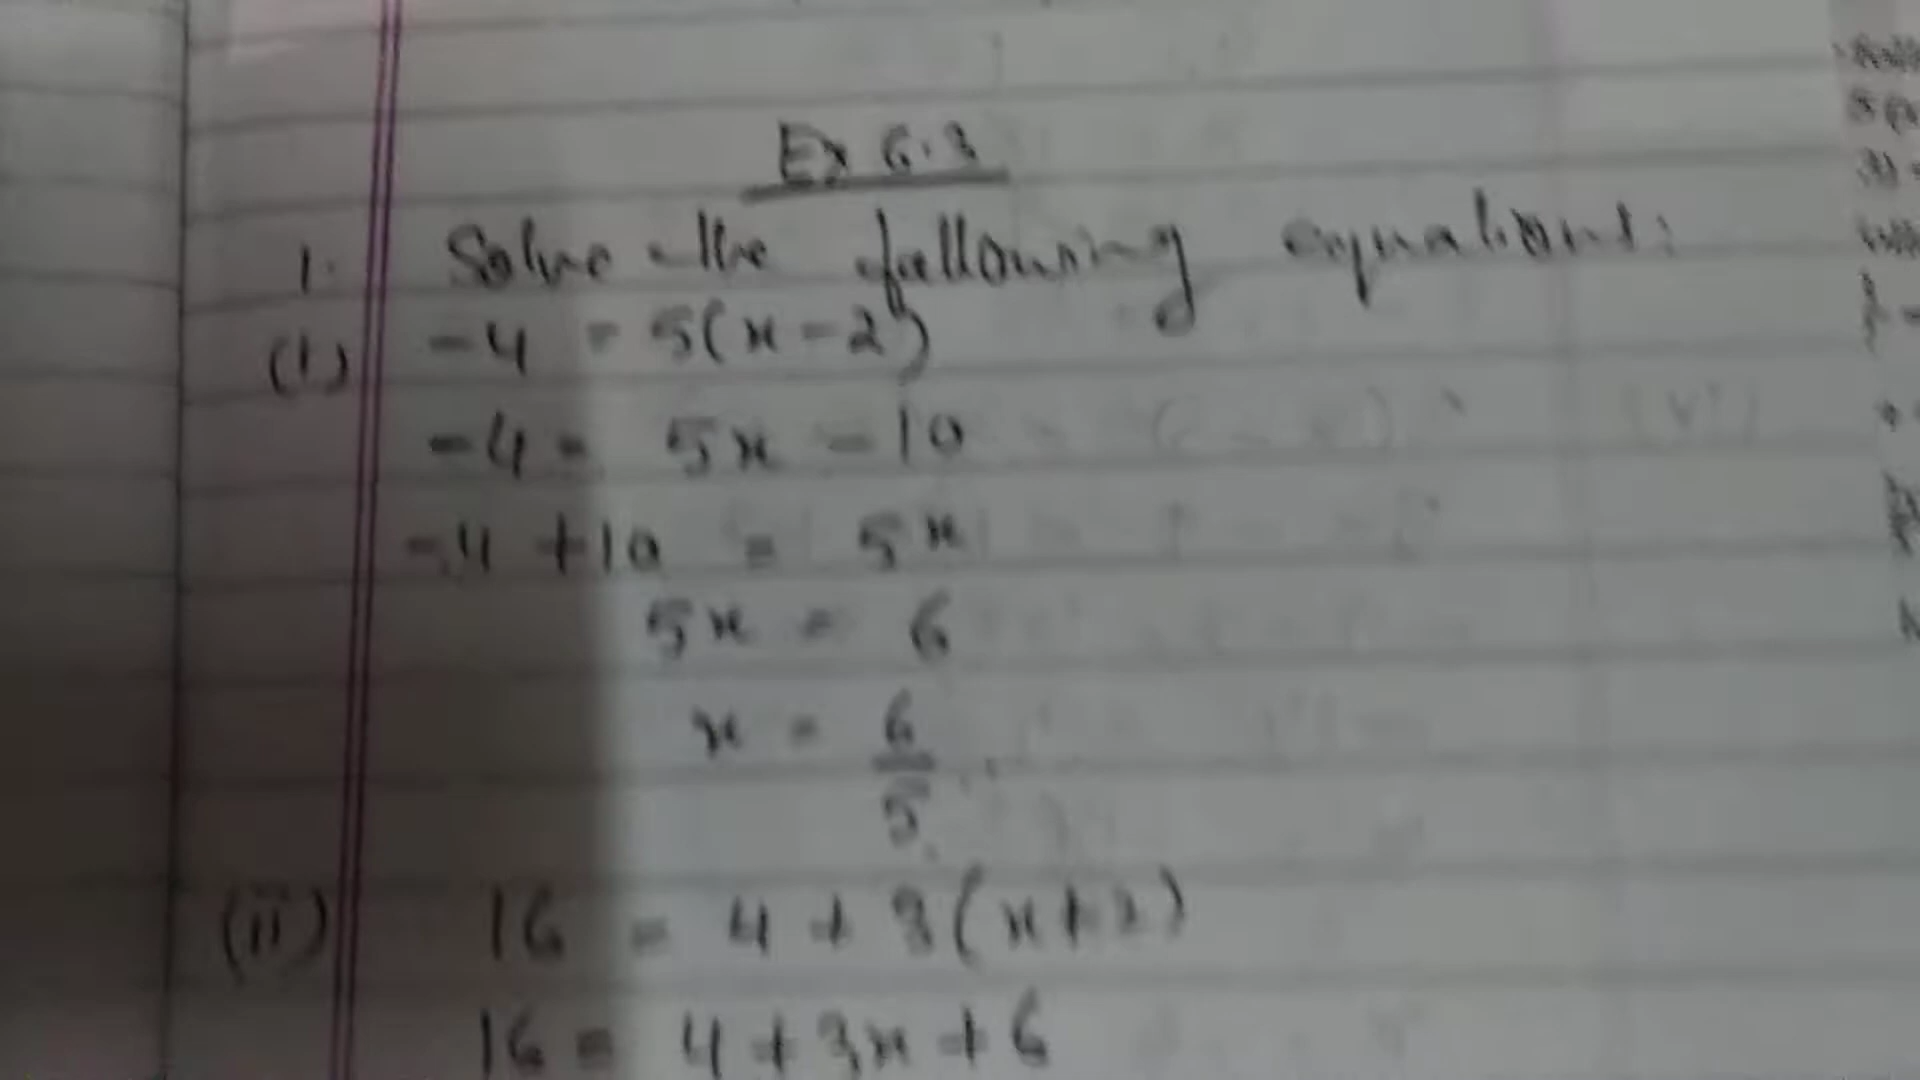 Ex 6.3
1. Solve the following equations:
(i) -4 = 5(x-2)
-4 = 5x - 10
-4 + 10 = 5x
5x = 6
x = 6/5
(ii) 16 = 4 + 3(x+2)
16 = 4 + 3x + 6